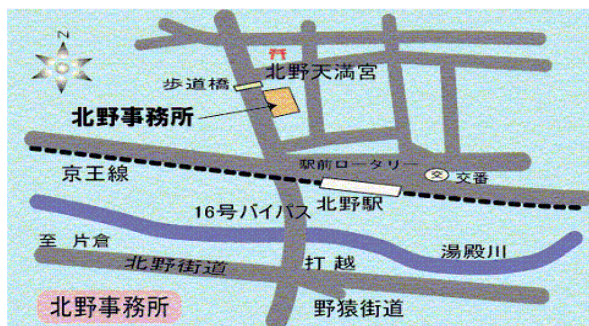 Z
北野天満宮
歩道橋
北野事務所
駅前ロータリー
京王線
交 交番
北野駅
16号バイパス
至 片倉
北野街道
打越
湯殿川
野猿街道
北野事務所